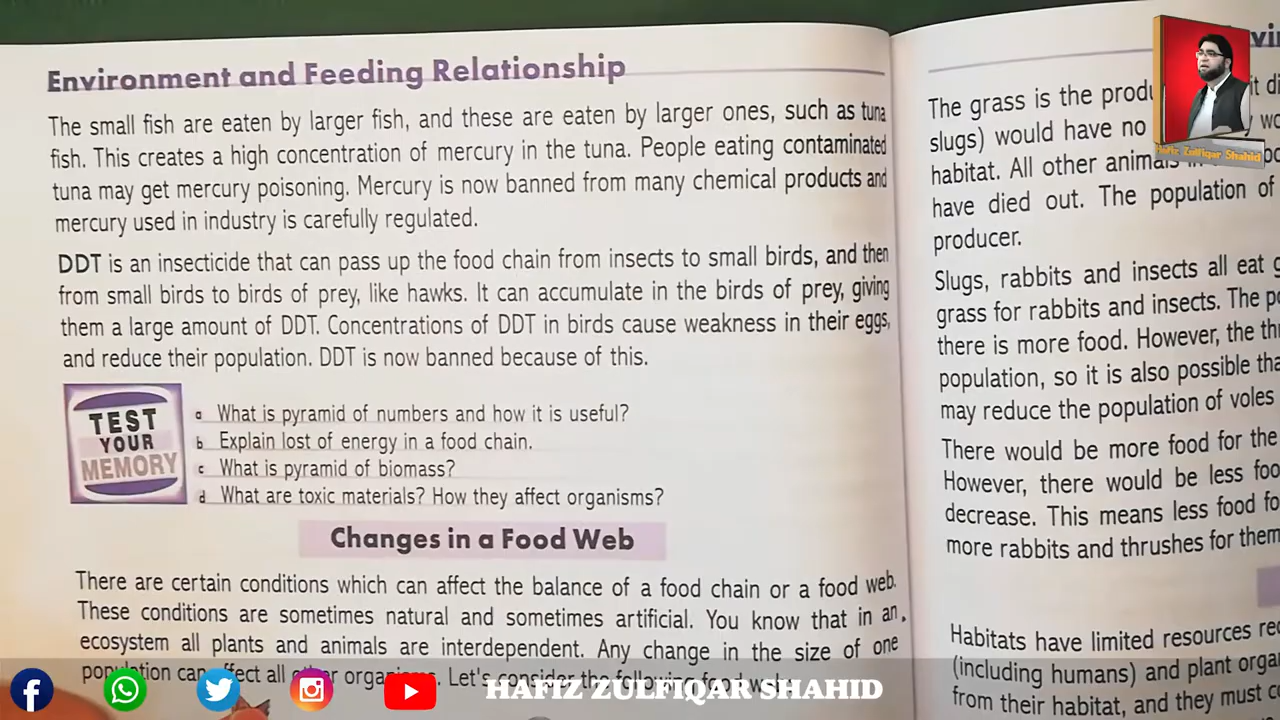 Environment and Feeding Relationship
The small fish are eaten by larger fish, and these are eaten by larger ones, such as tuna
fish. This creates a high concentration of mercury in the tuna. People eating contaminated
tuna may get mercury poisoning. Mercury is now banned from many chemical products and
mercury used in industry is carefully regulated.
DDT is an insecticide that can pass up the food chain from insects to small birds, and then
from small birds to birds of prey, like hawks. It can accumulate in the birds of prey, giving
them a large amount of DDT. Concentrations of DDT in birds cause weakness in their eggs,
and reduce their population. DDT is now banned because of this.
TEST
YOUR
MEMORY
a What is pyramid of numbers and how it is useful?
b Explain lost of energy in a food chain.
c What is pyramid of biomass?
d What are toxic materials? How they affect organisms?
Changes in a Food Web
There are certain conditions which can affect the balance of a food chain or a food web.
These conditions are sometimes natural and sometimes artificial. You know that in an
ecosystem all plants and animals are interdependent. Any change in the size of one
population can affect all other organisms. Let's consider the following food web.
The grass is the
slugs) would have no
habitat. All other
have died out. The population of
producer.
Slugs, rabbits and insects all eat
grass for rabbits and insects. The
there is more food. However, the
population, so it is also possible
may reduce the population of voles
There would be more food for the
However, there would be less
decrease. This means less food
more rabbits and thrushes for them
Habitats have limited resources
(including humans) and plant
from their habitat, and they must
Hafiz Zulfiqar Shahid
HAFIZ ZULFIQAR SHAHID